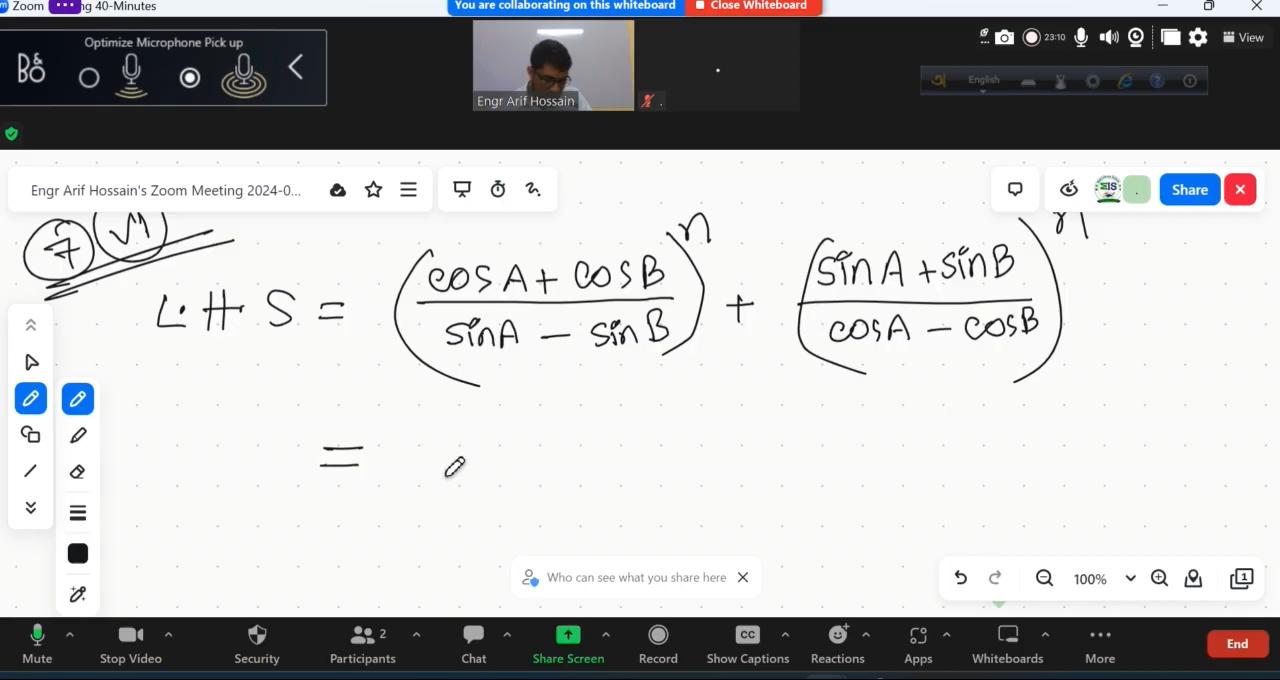 Zoom ng 40-Minutes
You are collaborating on this whiteboard Close Whiteboard
Optimize Microphone Pick up
B&O
Engr Arif Hossain
.
23:10
View
English
Engr Arif Hossain's Zoom Meeting 2024-0...
EIS
.
Share
7
L.H.S = (cosA + cosB / sinA − sinB)^n + (sinA + sinB / cosA − cosB)^n
=
Who can see what you share here
100%
1
Mute
Stop Video
Security
2
Participants
Chat
Share Screen
Record
CC
Show Captions
Reactions
Apps
Whiteboards
More
End